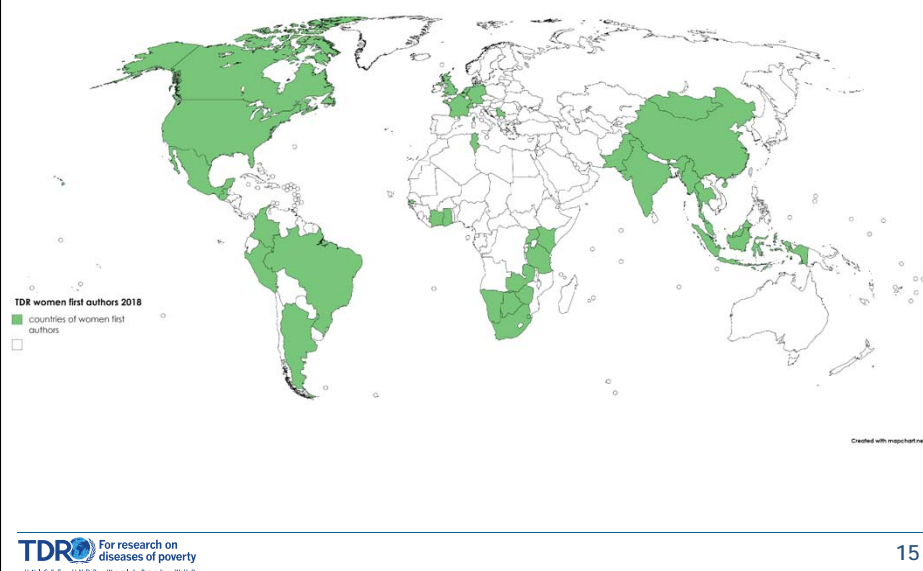 TDR women first authors 2018
countries of women first
authors
Created with mapchart.ne
TDR For research on
diseases of poverty
15